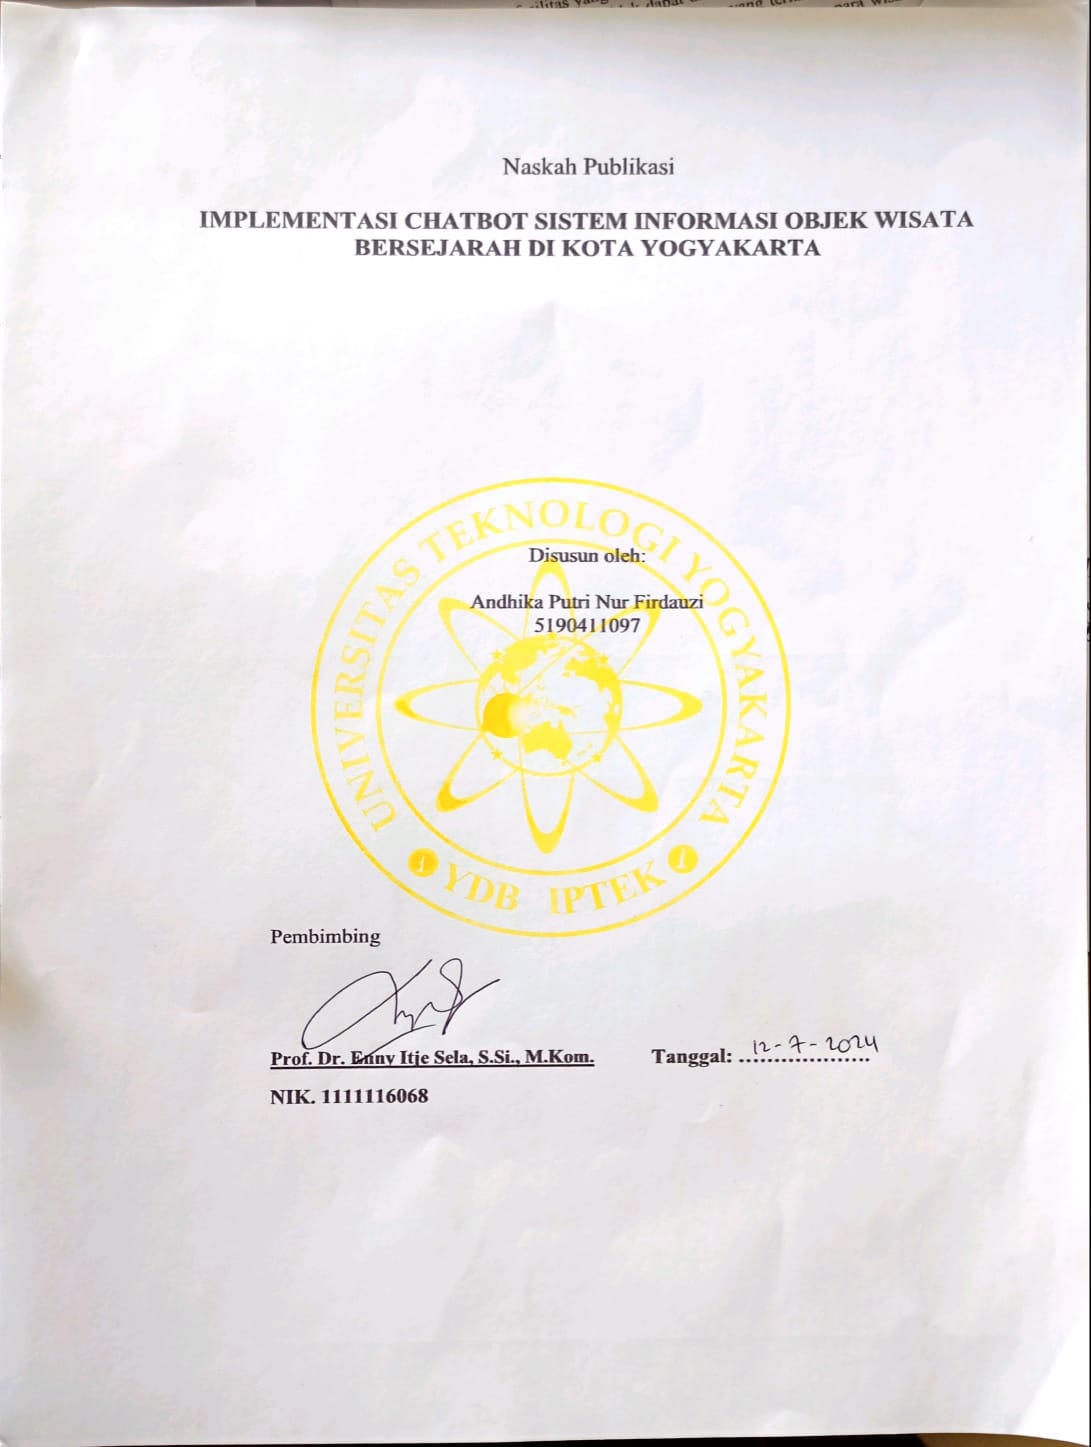 Naskah Publikasi
IMPLEMENTASI CHATBOT SISTEM INFORMASI OBJEK WISATA
BERSEJARAH DI KOTA YOGYAKARTA
UNIVERSITAS TEKNOLOGI YOGYAKARTA
Disusun oleh:
Andhika Putri Nur Firdauzi
5190411097
YDB IPTEK
Pembimbing
Prof. Dr. Enny Itje Sela, S.Si., M.Kom.
Tanggal: 12-7-2024
NIK. 1111116068